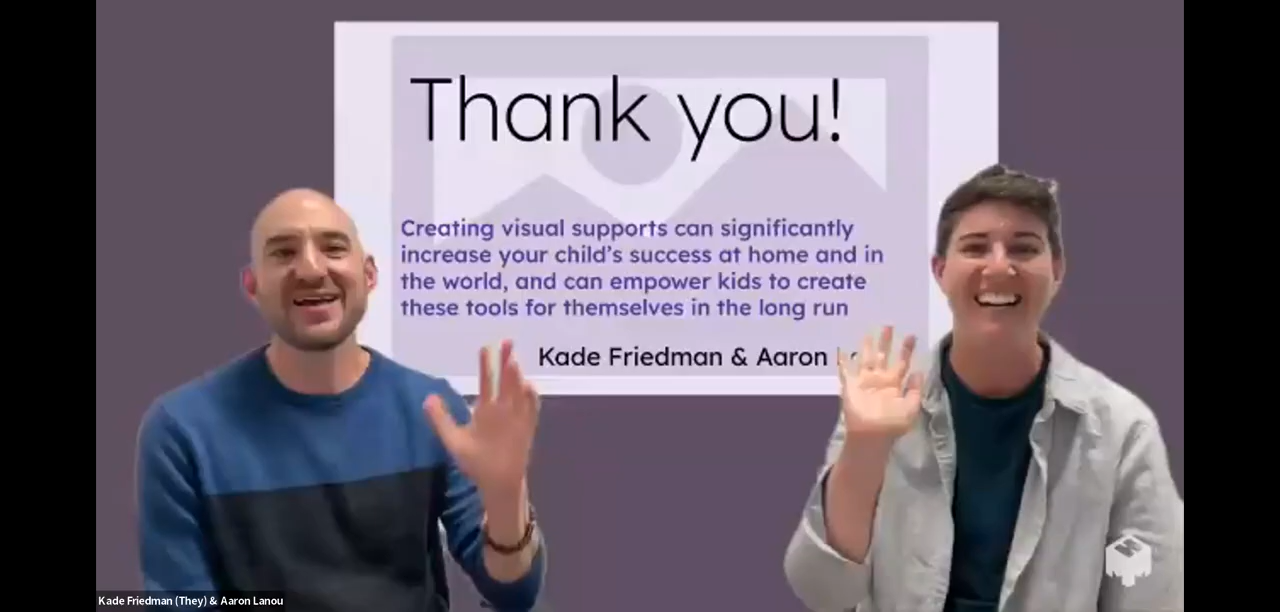 Thank you!
Creating visual supports can significantly
increase your child's success at home and in
the world, and can empower kids to create
these tools for themselves in the long run
Kade Friedman & Aaron
Kade Friedman (They) & Aaron Lanou